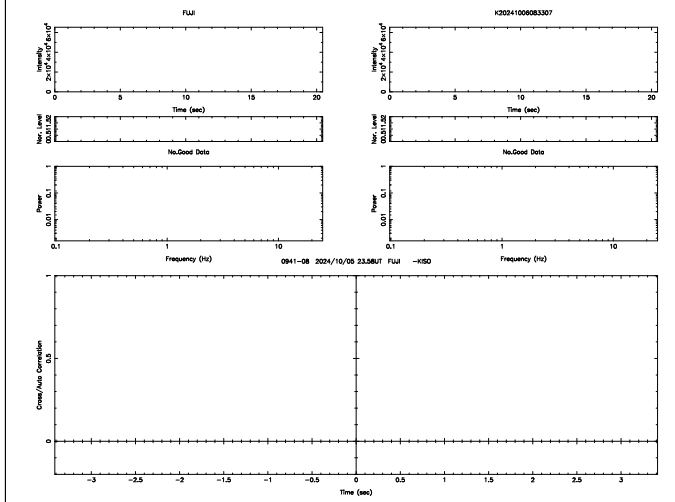 FUJI
K20241006083307
Intensity
2×10⁴ 4×10⁴ 6×10⁴
0 5 10 15 20
Time (sec)
Intensity
2×10⁴ 4×10⁴ 6×10⁴
0 5 10 15 20
Time (sec)
Nor. Level
00.511.52
Nor. Level
00.511.52
No.Good Data
No.Good Data
Power
1
0.1
0.01
0.1 1 10
Frequency (Hz)
Power
1
0.1
0.01
0.1 1 10
Frequency (Hz)
0941-08 2024/10/05 23.58UT FUJI -KISO
Cross/Auto Correlation
1
0.5
0
-3 -2.5 -2 -1.5 -1 -0.5 0 0.5 1 1.5 2 2.5 3
Time (sec)